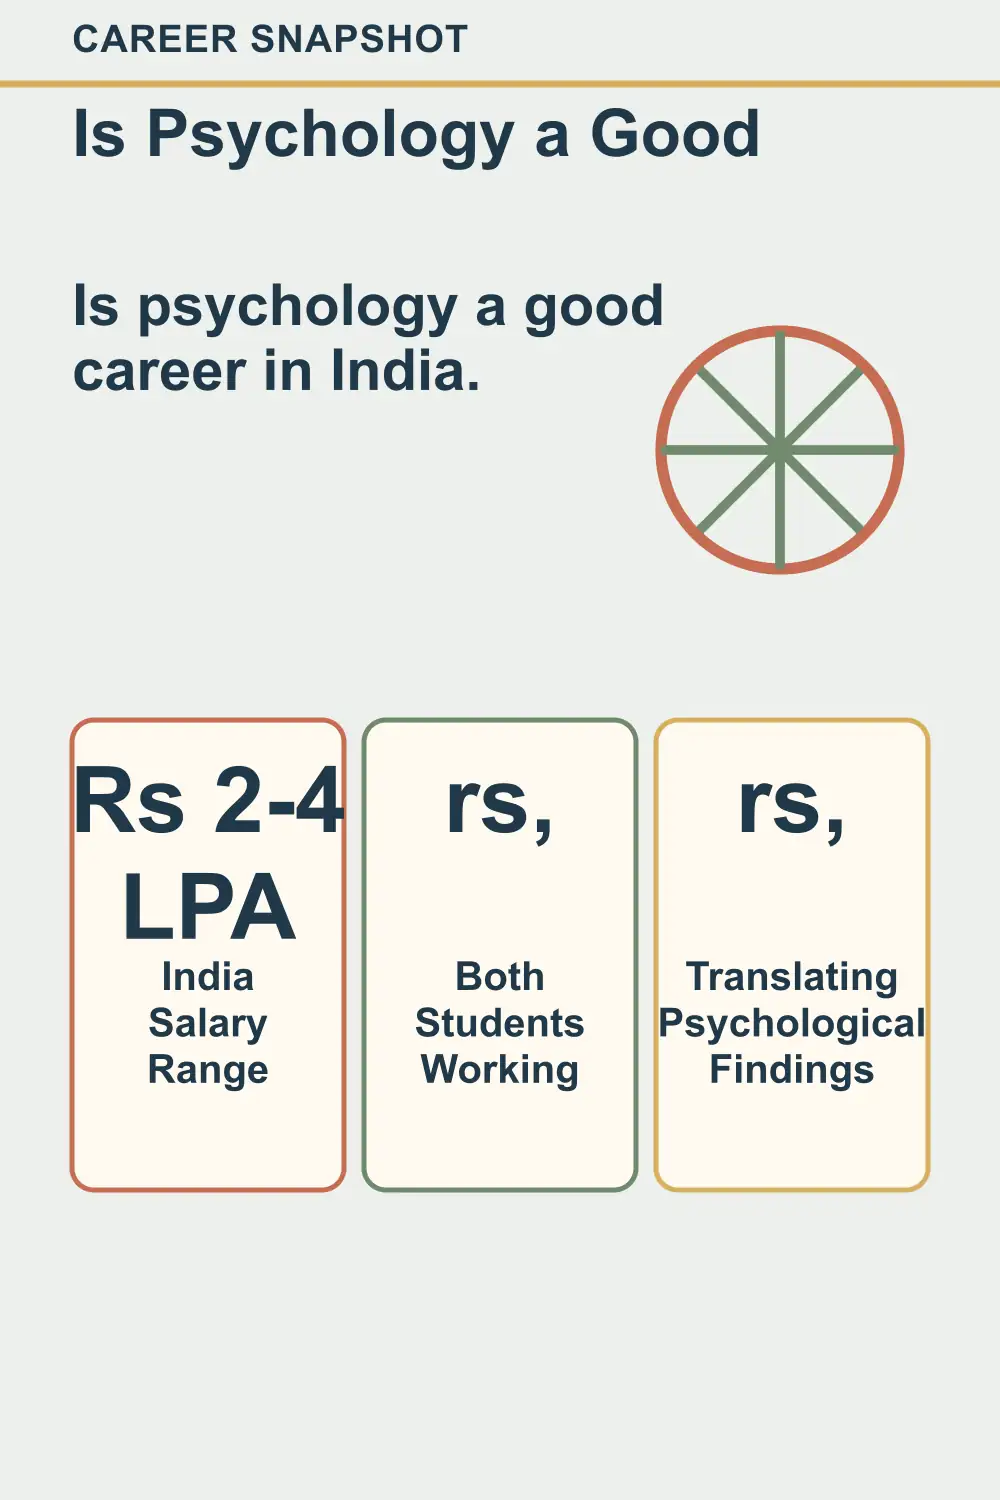 CAREER SNAPSHOT
Is Psychology a Good
Is psychology a good
career in India.
Rs 2-4
LPA
India
Salary
Range
rs,
Both
Students
Working
rs,
Translating
Psychological
Findings